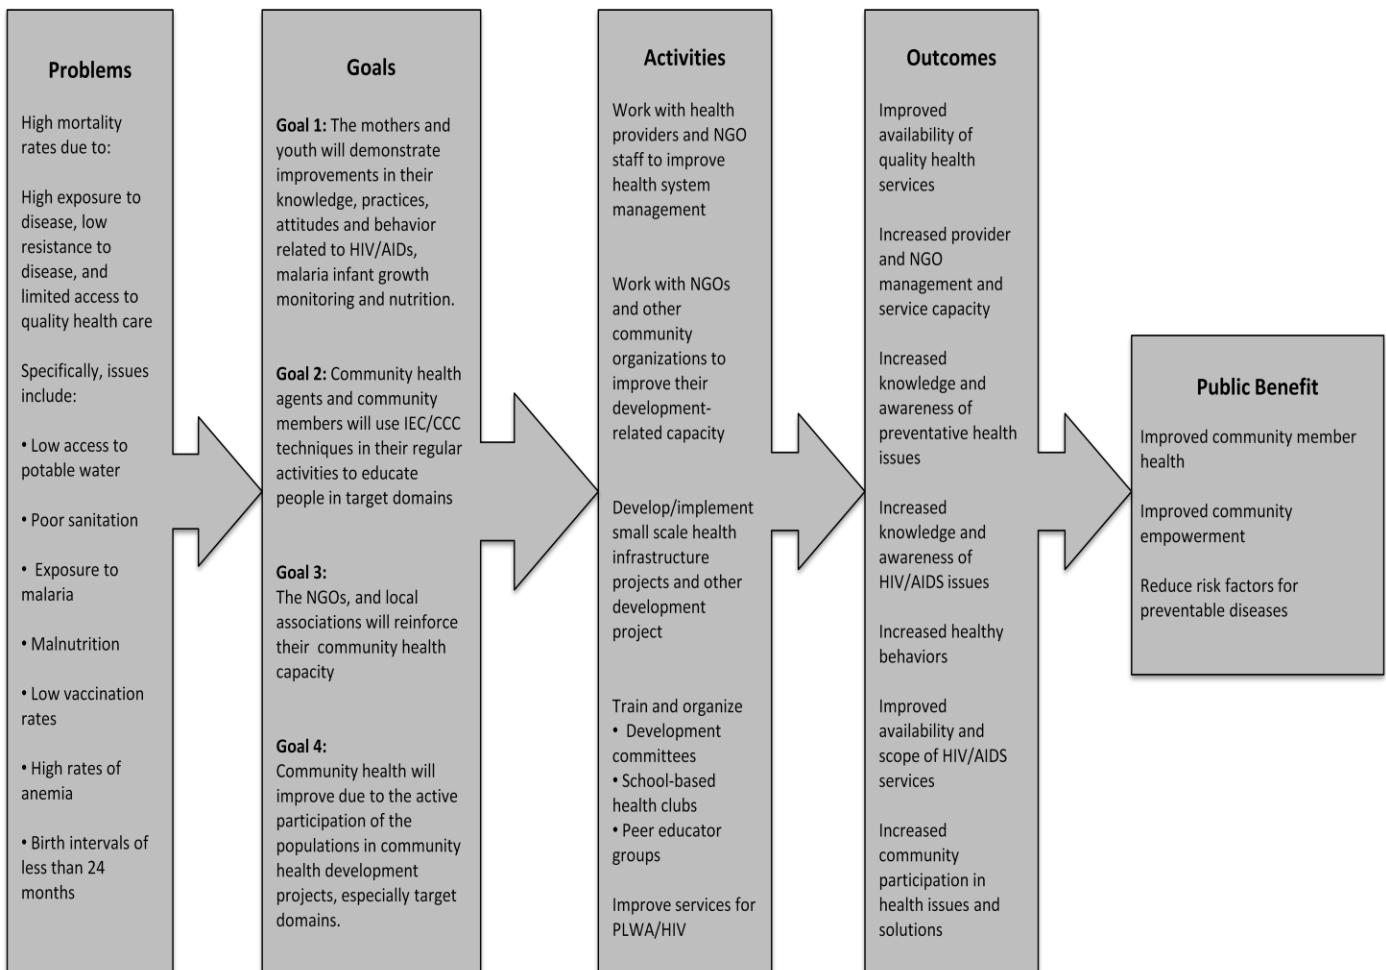 Problems
High mortality
rates due to:
High exposure to
disease, low
resistance to
disease, and
limited access to
quality health care
Specifically, issues
include:
• Low access to
potable water
• Poor sanitation
• Exposure to
malaria
• Malnutrition
• Low vaccination
rates
• High rates of
anemia
• Birth intervals of
less than 24
months
Goals
Goal 1: The mothers and
youth will demonstrate
improvements in their
knowledge, practices,
attitudes and behavior
related to HIV/AIDs,
malaria infant growth
monitoring and nutrition.
Goal 2: Community health
agents and community
members will use IEC/CCC
techniques in their regular
activities to educate
people in target domains
Goal 3:
The NGOs, and local
associations will reinforce
their community health
capacity
Goal 4:
Community health will
improve due to the active
participation of the
populations in community
health development
projects, especially target
domains.
Activities
Work with health
providers and NGO
staff to improve
health system
management
Work with NGOs
and other
community
organizations to
improve their
development-
related capacity
Develop/implement
small scale health
infrastructure
projects and other
development
project
Train and organize
• Development
committees
• School-based
health clubs
• Peer educator
groups
Improve services for
PLWA/HIV
Outcomes
Improved
availability of
quality health
services
Increased provider
and NGO
management and
service capacity
Increased
knowledge and
awareness of
preventative health
issues
Increased
knowledge and
awareness of
HIV/AIDS issues
Increased healthy
behaviors
Improved
availability and
scope of HIV/AIDS
services
Increased
community
participation in
health issues and
solutions
Public Benefit
Improved community member
health
Improved community
empowerment
Reduce risk factors for
preventable diseases